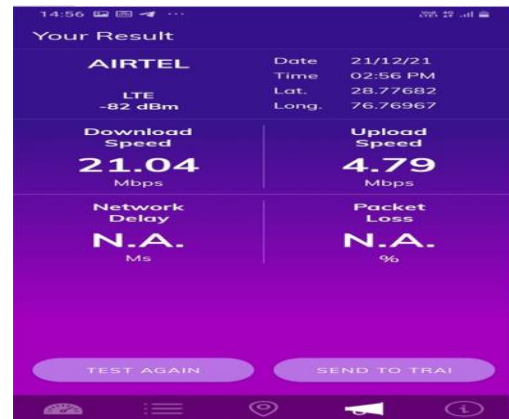 14:56
Your Result
AIRTEL
LTE
-82 dBm
Date 21/12/21
Time 02:56 PM
Lat. 28.77682
Long. 76.76967
Download
Speed
21.04
Mbps
Upload
Speed
4.79
Mbps
Network
Delay
N.A.
Ms
Packet
Loss
N.A.
%
TEST AGAIN
SEND TO TRAI